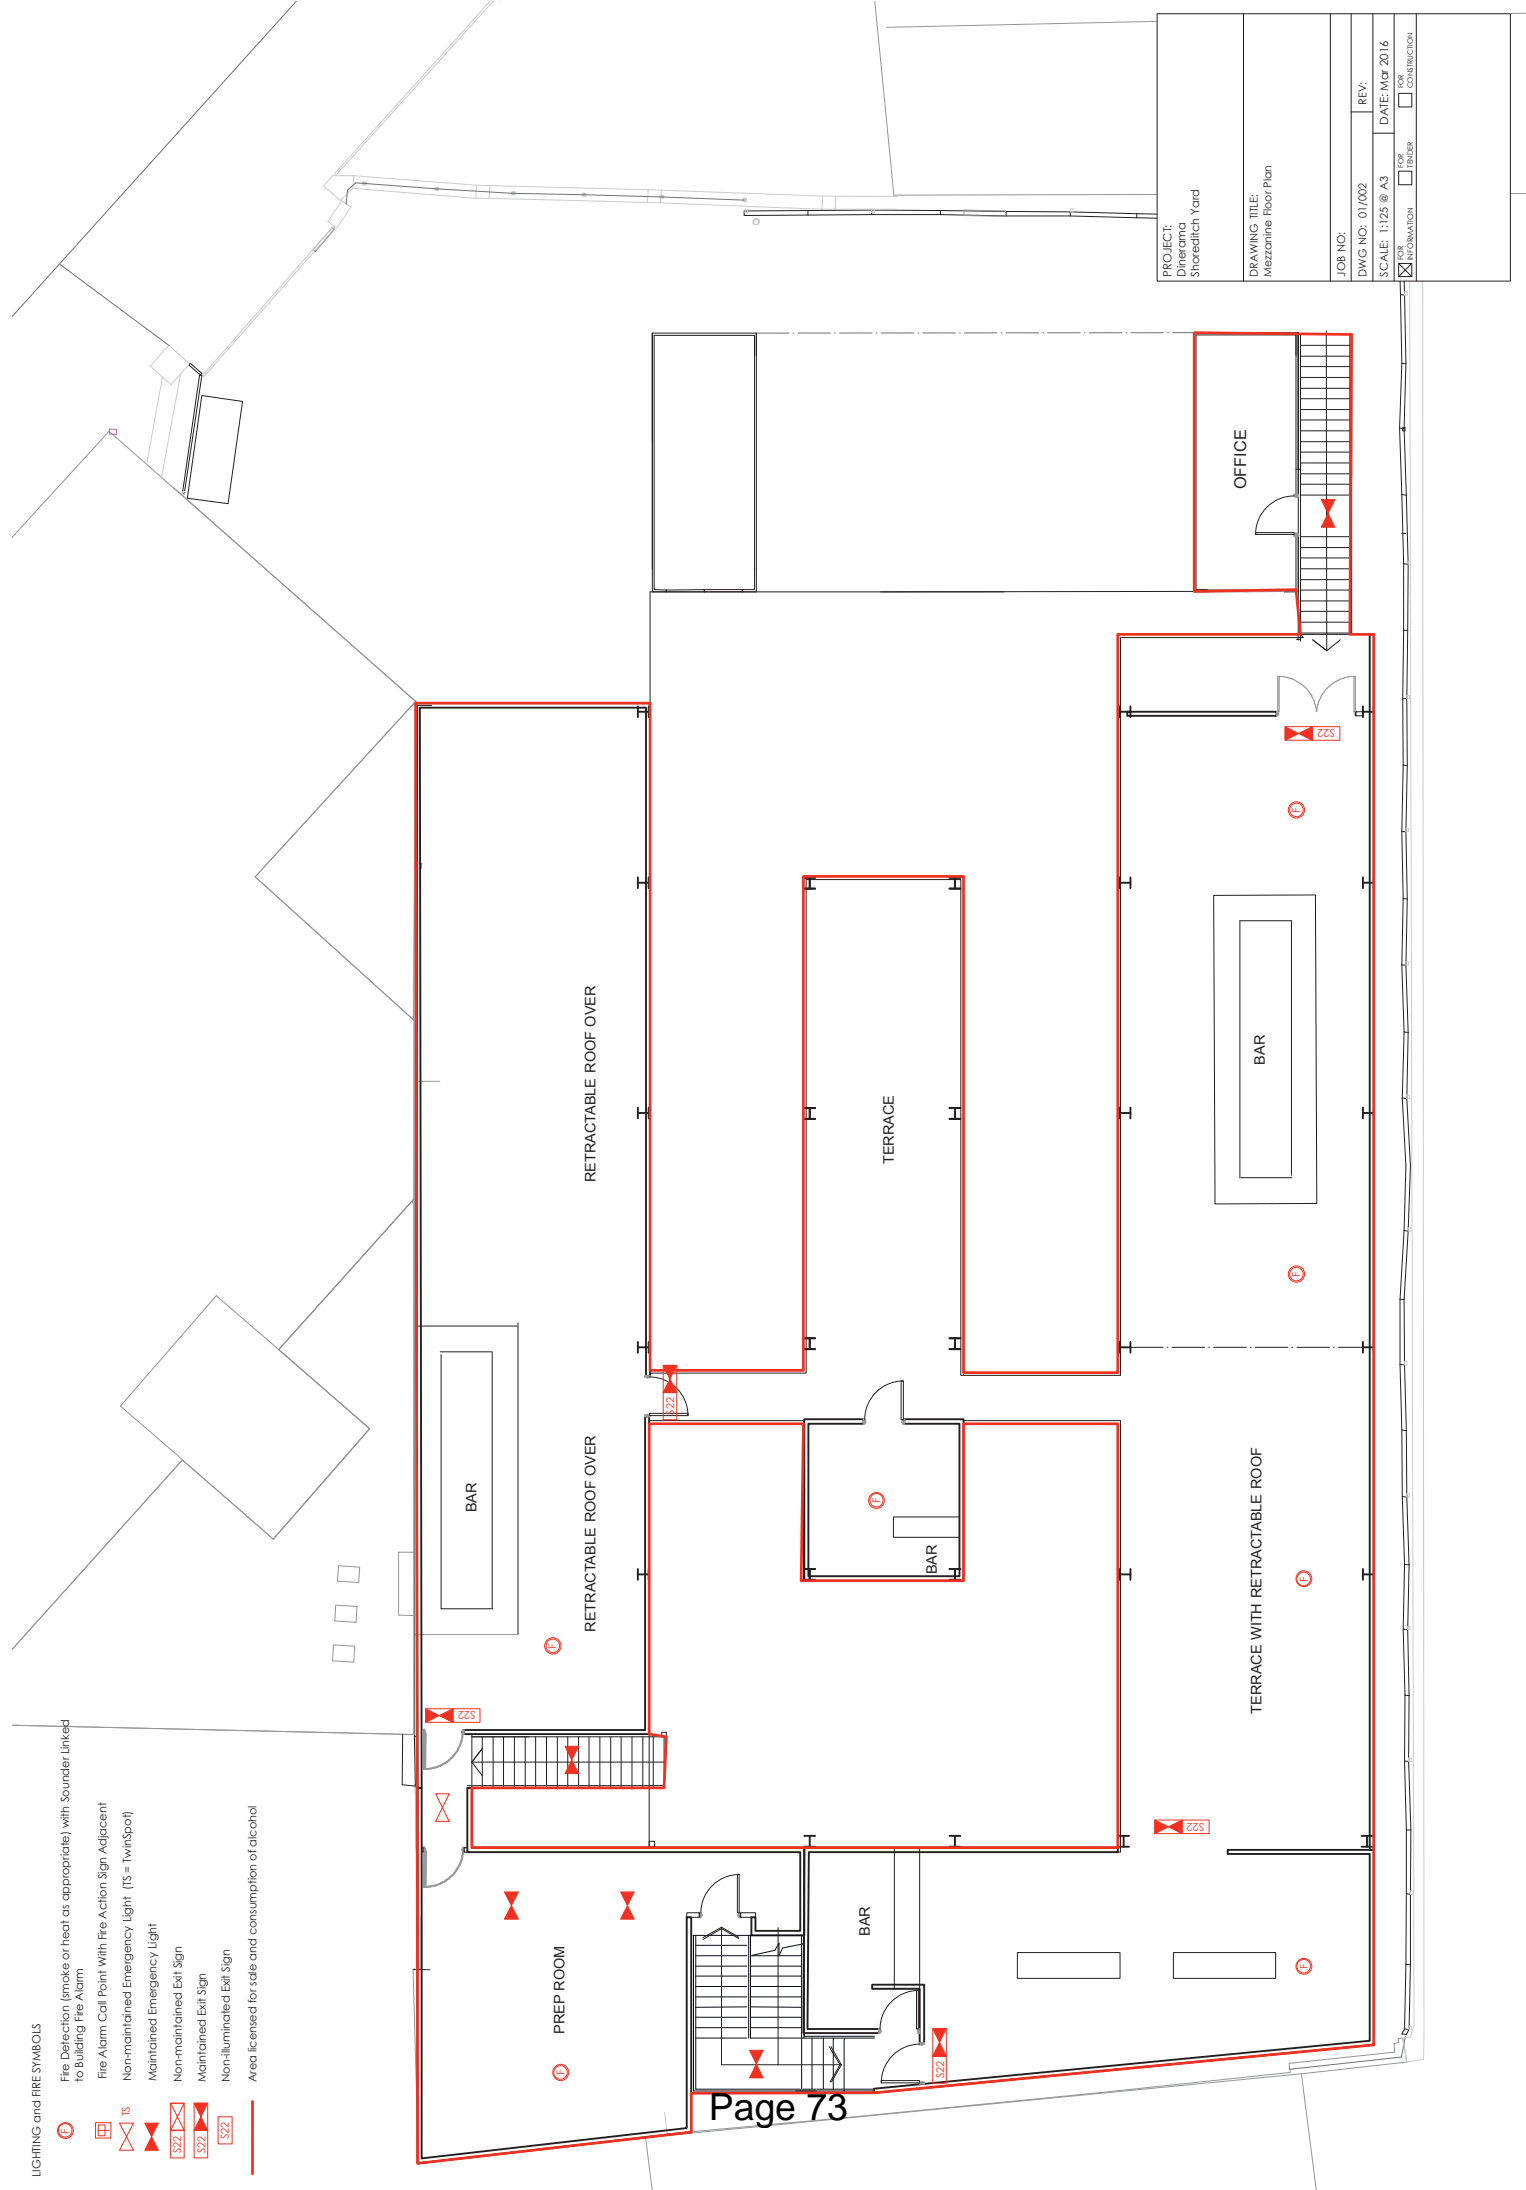 LIGHTING and FIRE SYMBOLS
F
Fire Detection (smoke or heat as appropriate) with Sounder Linked
to Building Fire Alarm
Fire Alarm Call Point With Fire Action Sign Adjacent
TS
Non-maintained Emergency Light (TS = TwinSpot)
Maintained Emergency Light
S22
Non-maintained Exit Sign
S22
Maintained Exit Sign
S22
Non-illuminated Exit Sign
Area licensed for sale and consumption of alcohol
PREP ROOM
F
S22
F
BAR
RETRACTABLE ROOF OVER
RETRACTABLE ROOF OVER
S22
BAR
S22
F
BAR
TERRACE
F
S22
TERRACE WITH RETRACTABLE ROOF
F
F
BAR
F
S22
OFFICE
PROJECT:
Dinerama
Shoreditch Yard
DRAWING TITLE:
Mezzanine Floor Plan
JOB NO:
DWG NO: 01/002
REV:
SCALE: 1:125 @ A3
DATE: Mar 2016
FOR
INFORMATION
FOR
TENDER
FOR
CONSTRUCTION
Page 73